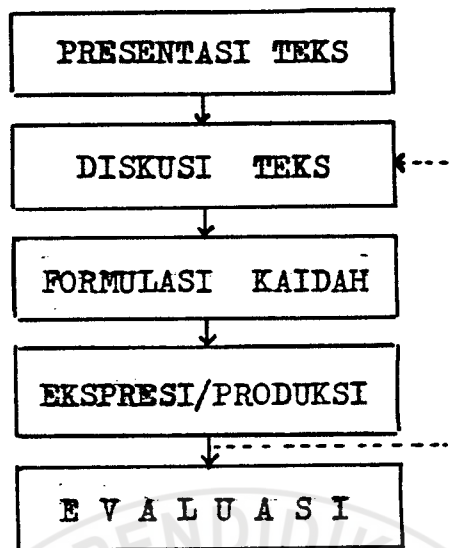 PRESENTASI TEKS
DISKUSI TEKS
FORMULASI KAIDAH
EKSPRESI/PRODUKSI
E V A L U A S I